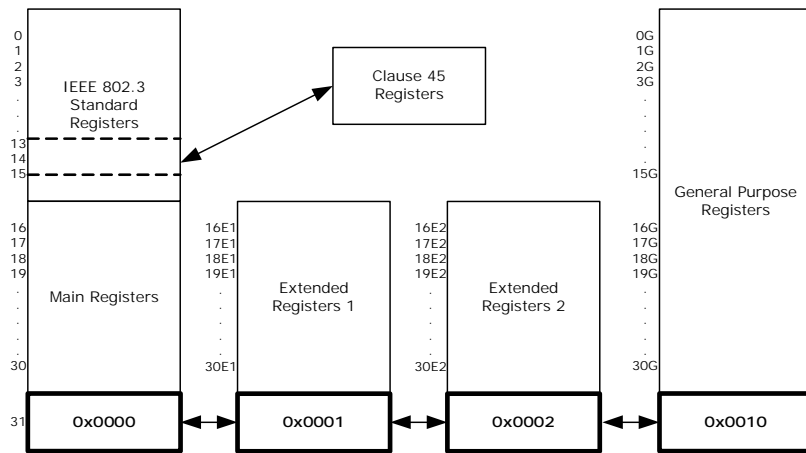 0
1
2
3
.
.
.
13
14
15
IEEE 802.3
Standard
Registers
Clause 45
Registers
16
17
18
19
.
.
.
.
30
Main Registers
16E1
17E1
18E1
19E1
.
.
.
.
30E1
Extended
Registers 1
16E2
17E2
18E2
19E2
.
.
.
.
30E2
Extended
Registers 2
0G
1G
2G
3G
.
.
.
.
.
15G
16G
17G
18G
19G
.
.
.
.
30G
General Purpose
Registers
31
0x0000
0x0001
0x0002
0x0010